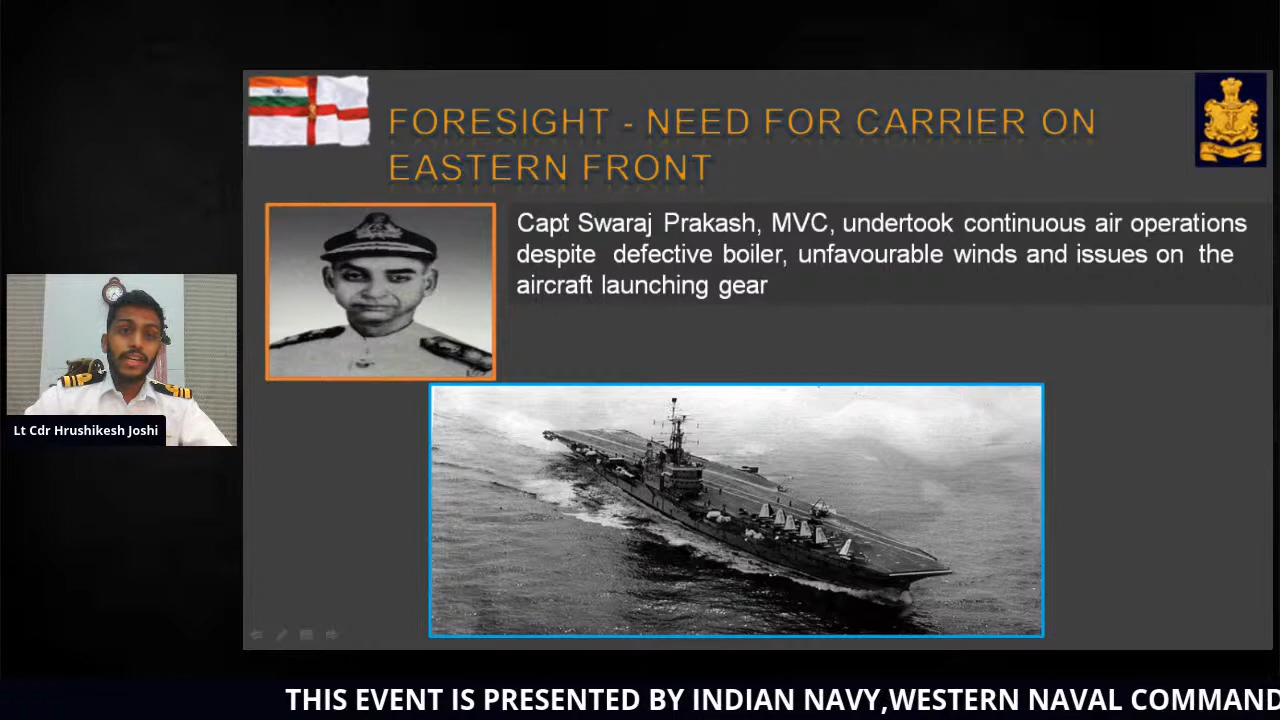 FORESIGHT - NEED FOR CARRIER ON
EASTERN FRONT
Capt Swaraj Prakash, MVC, undertook continuous air operations
despite defective boiler, unfavourable winds and issues on the
aircraft launching gear
Lt Cdr Hrushikesh Joshi
THIS EVENT IS PRESENTED BY INDIAN NAVY,WESTERN NAVAL COMMAND